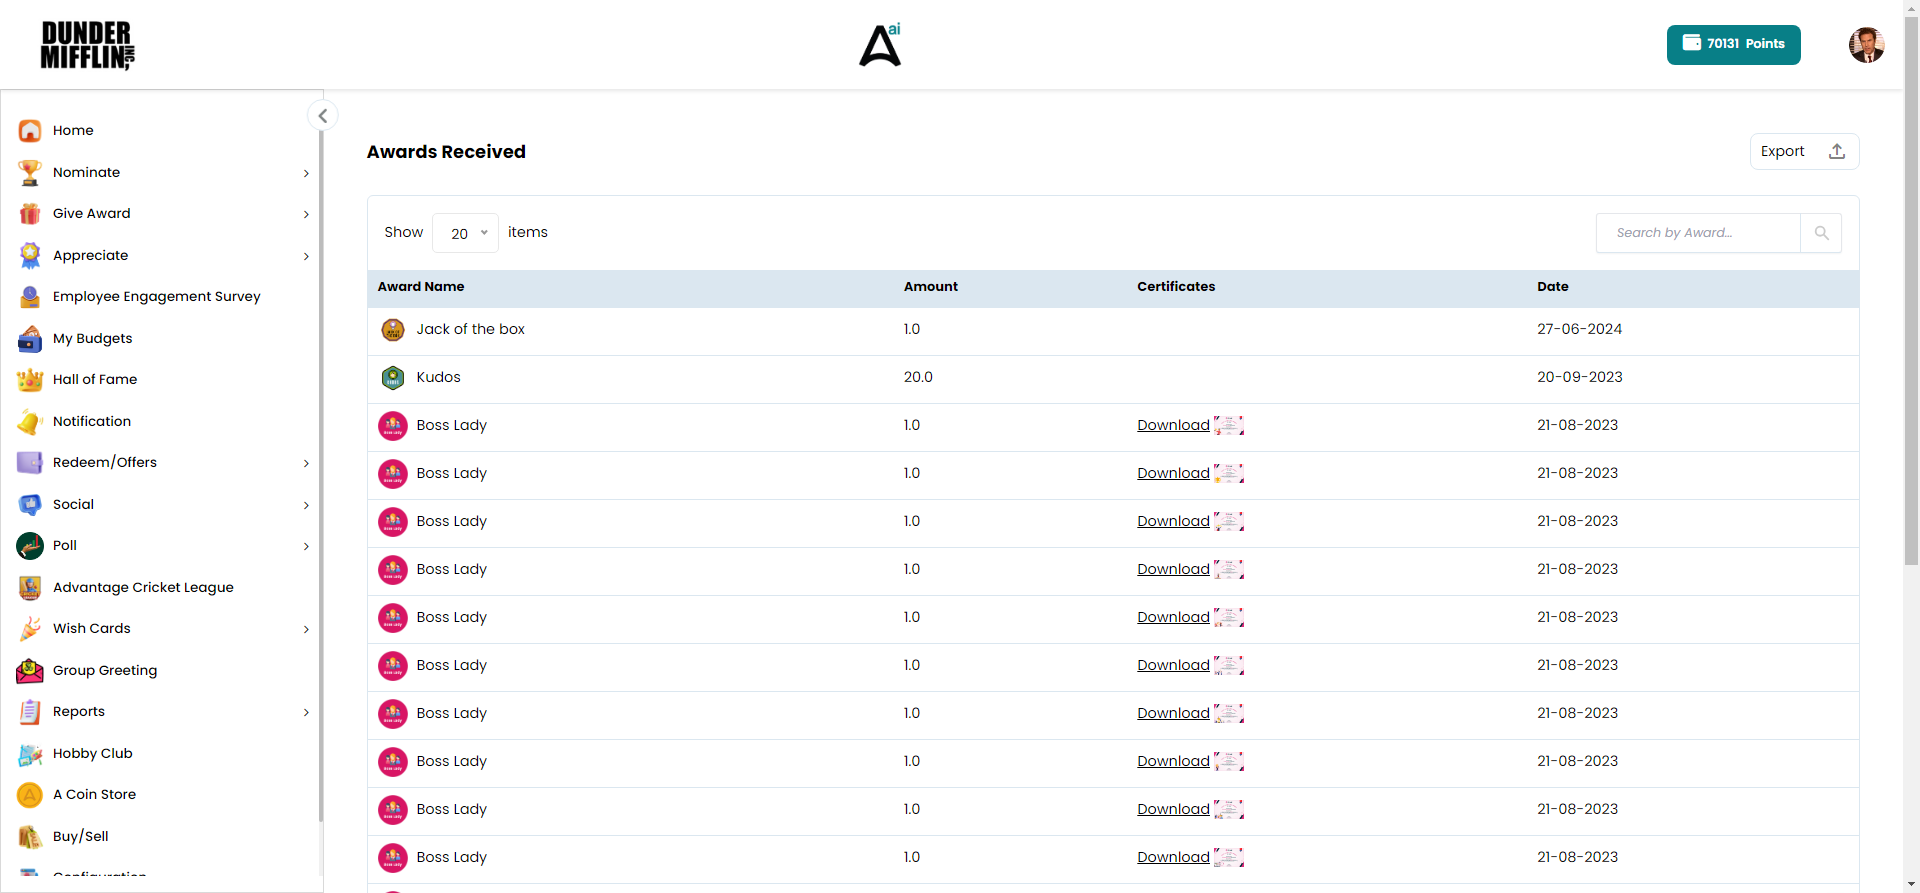 DUNDER
MIFFLIN, INC
ai
70131 Points
Home
Nominate
Give Award
Appreciate
Employee Engagement Survey
My Budgets
Hall of Fame
Notification
Redeem/Offers
Social
Poll
Advantage Cricket League
Wish Cards
Group Greeting
Reports
Hobby Club
A Coin Store
Buy/Sell
Configuration
Awards Received
Export
Show 20 items
Search by Award...
Award Name Amount Certificates Date
Jack of the box 1.0 27-06-2024
Kudos 20.0 20-09-2023
Boss Lady 1.0 Download 21-08-2023
Boss Lady 1.0 Download 21-08-2023
Boss Lady 1.0 Download 21-08-2023
Boss Lady 1.0 Download 21-08-2023
Boss Lady 1.0 Download 21-08-2023
Boss Lady 1.0 Download 21-08-2023
Boss Lady 1.0 Download 21-08-2023
Boss Lady 1.0 Download 21-08-2023
Boss Lady 1.0 Download 21-08-2023
Boss Lady 1.0 Download 21-08-2023